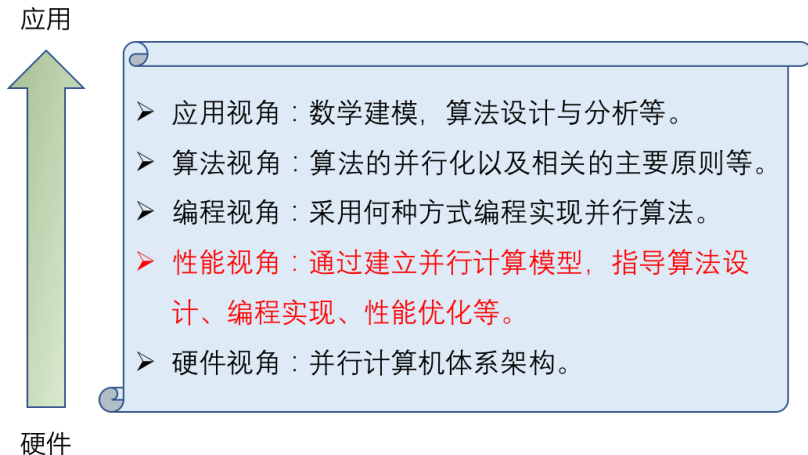 应用
➢ 应用视角：数学建模，算法设计与分析等。
➢ 算法视角：算法的并行化以及相关的主要原则等。
➢ 编程视角：采用何种方式编程实现并行算法。
➢ 性能视角：通过建立并行计算模型，指导算法设
计、编程实现、性能优化等。
➢ 硬件视角：并行计算机体系架构。
硬件